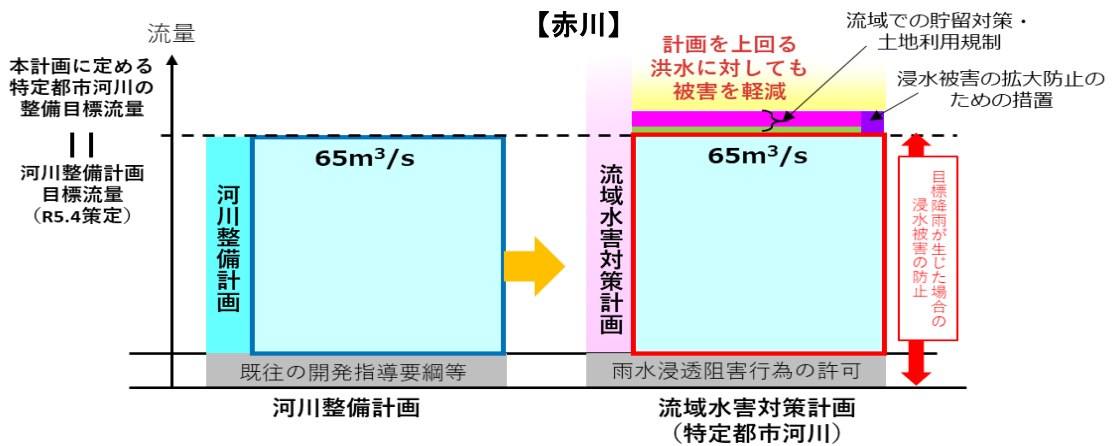 【赤川】
流量
本計画に定める
特定都市河川の
整備目標流量
河川整備計画
目標流量
（R5.4策定）
65m³/s
河川整備計画
既往の開発指導要綱等
河川整備計画
計画を上回る
洪水に対しても
被害を軽減
流域での貯留対策・
土地利用規制
浸水被害の拡大防止の
ための措置
65m³/s
流域水害対策計画
目標降雨が生じた場合の
浸水被害の防止
雨水浸透阻害行為の許可
流域水害対策計画
（特定都市河川）